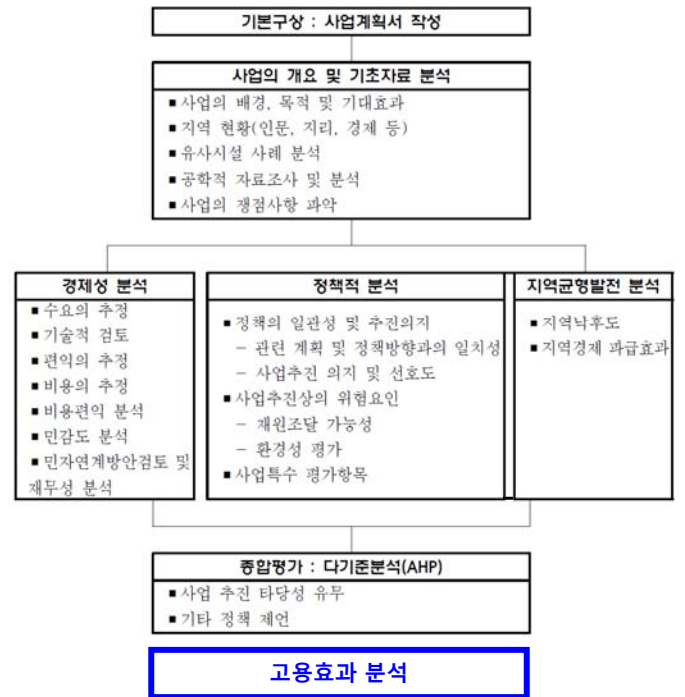 기본구상 : 사업계획서 작성
사업의 개요 및 기초자료 분석
■ 사업의 배경, 목적 및 기대효과
■ 지역 현황(인문, 지리, 경제 등)
■ 유사시설 사례 분석
■ 공학적 자료조사 및 분석
■ 사업의 쟁점사항 파악
경제성 분석
■ 수요의 추정
■ 기술적 검토
■ 편익의 추정
■ 비용의 추정
■ 비용편익 분석
■ 민감도 분석
■ 민자연계방안검토 및
재무성 분석
정책적 분석
■ 정책의 일관성 및 추진의지
– 관련 계획 및 정책방향과의 일치성
– 사업추진 의지 및 선호도
■ 사업추진상의 위험요인
– 재원조달 가능성
– 환경성 평가
■ 사업특수 평가항목
지역균형발전 분석
■ 지역낙후도
■ 지역경제 파급효과
종합평가 : 다기준분석(AHP)
■ 사업 추진 타당성 유무
■ 기타 정책 제언
고용효과 분석